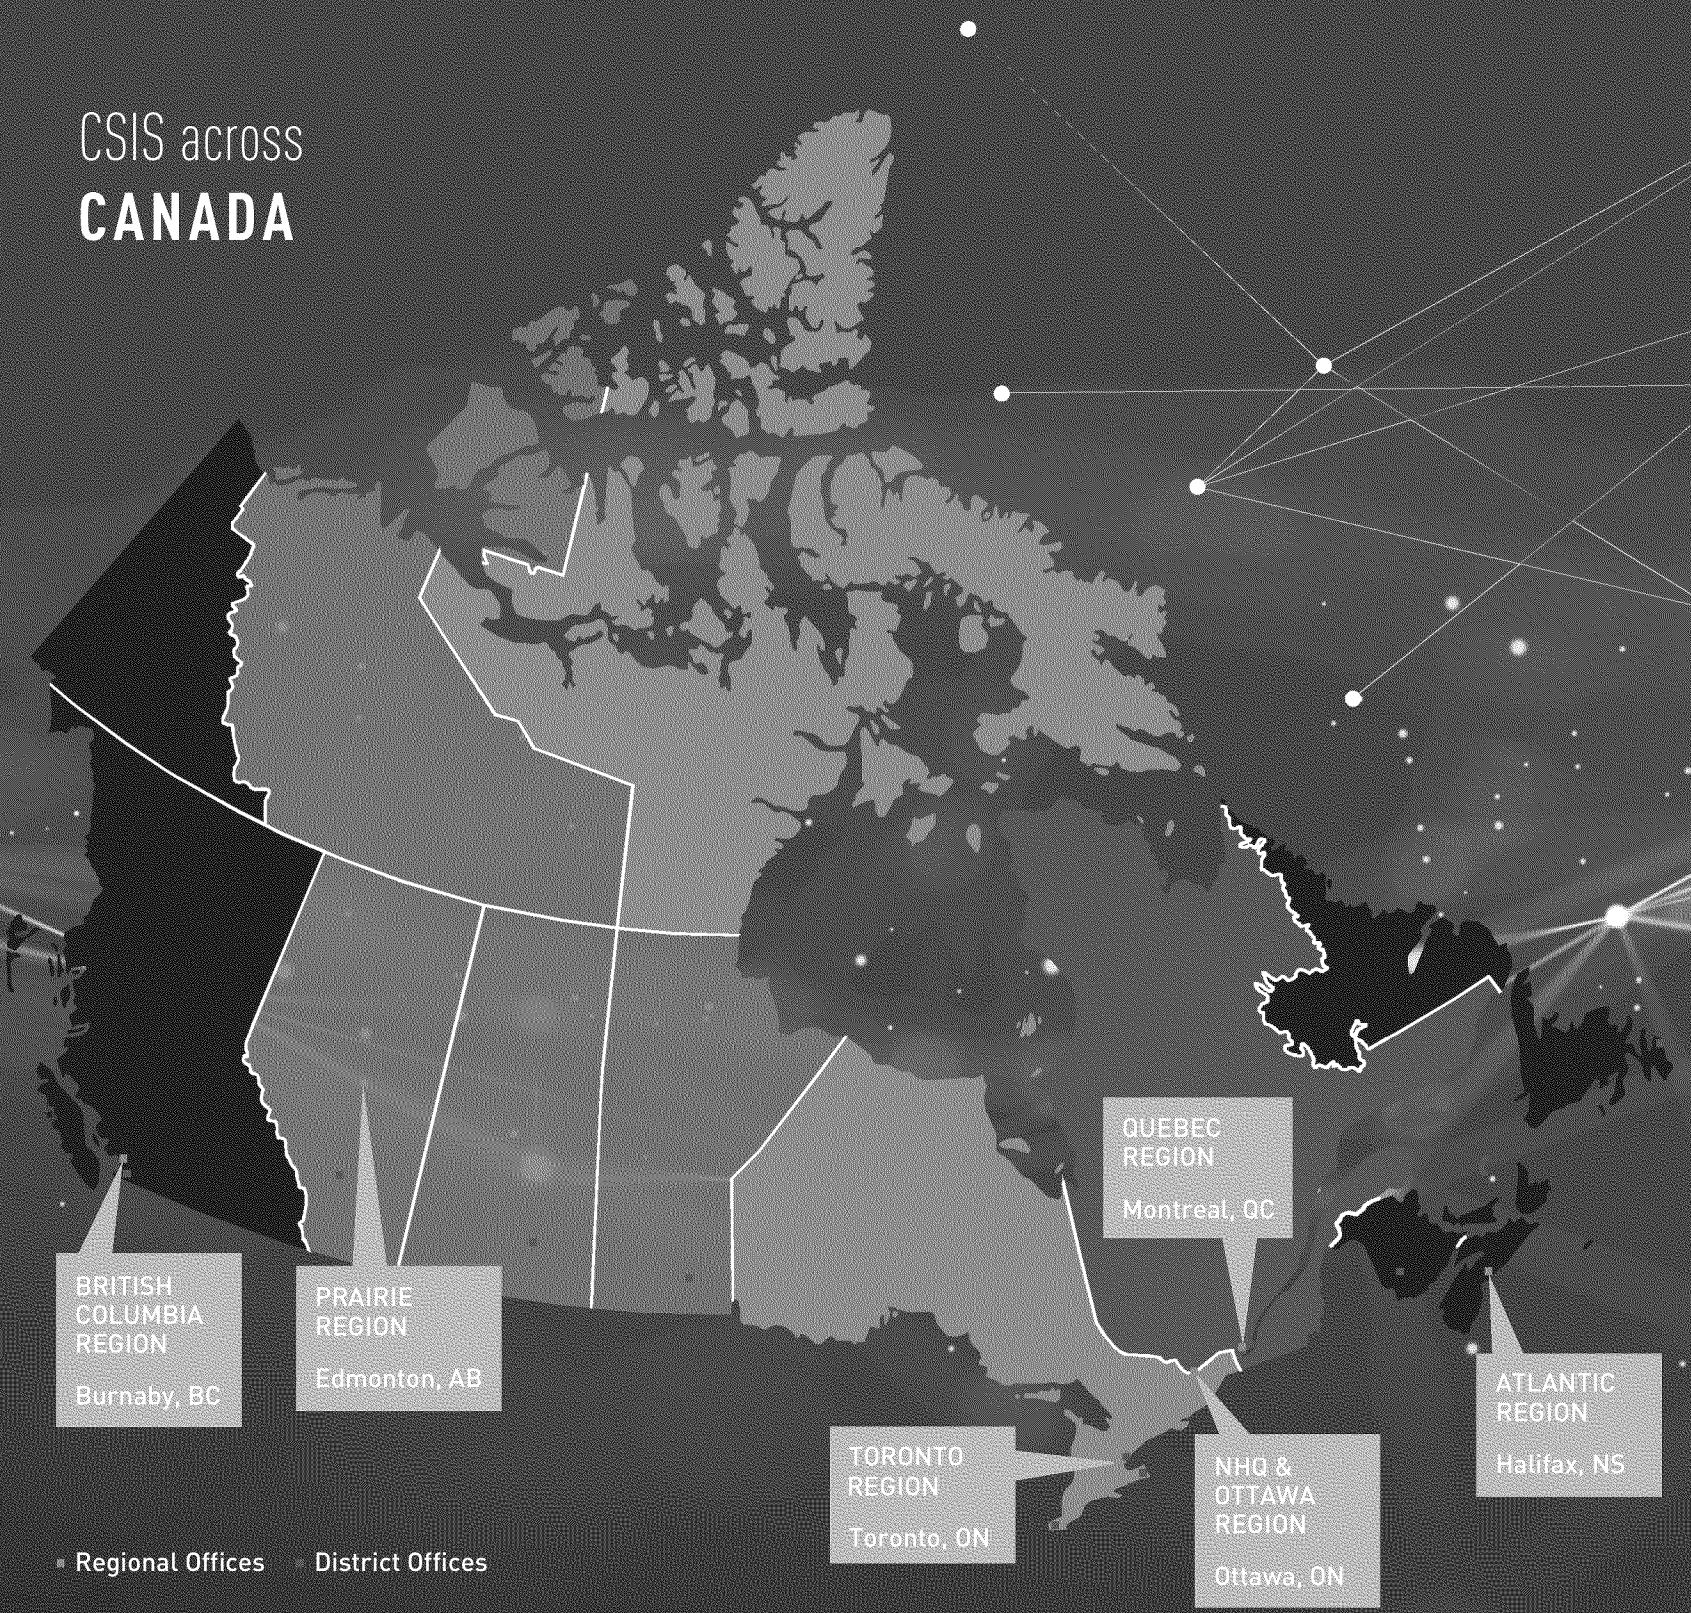 CSIS across
CANADA
BRITISH
COLUMBIA
REGION
Burnaby, BC
PRAIRIE
REGION
Edmonton, AB
TORONTO
REGION
Toronto, ON
QUEBEC
REGION
Montreal, QC
NHQ &
OTTAWA
REGION
Ottawa, ON
ATLANTIC
REGION
Halifax, NS
Regional Offices
District Offices